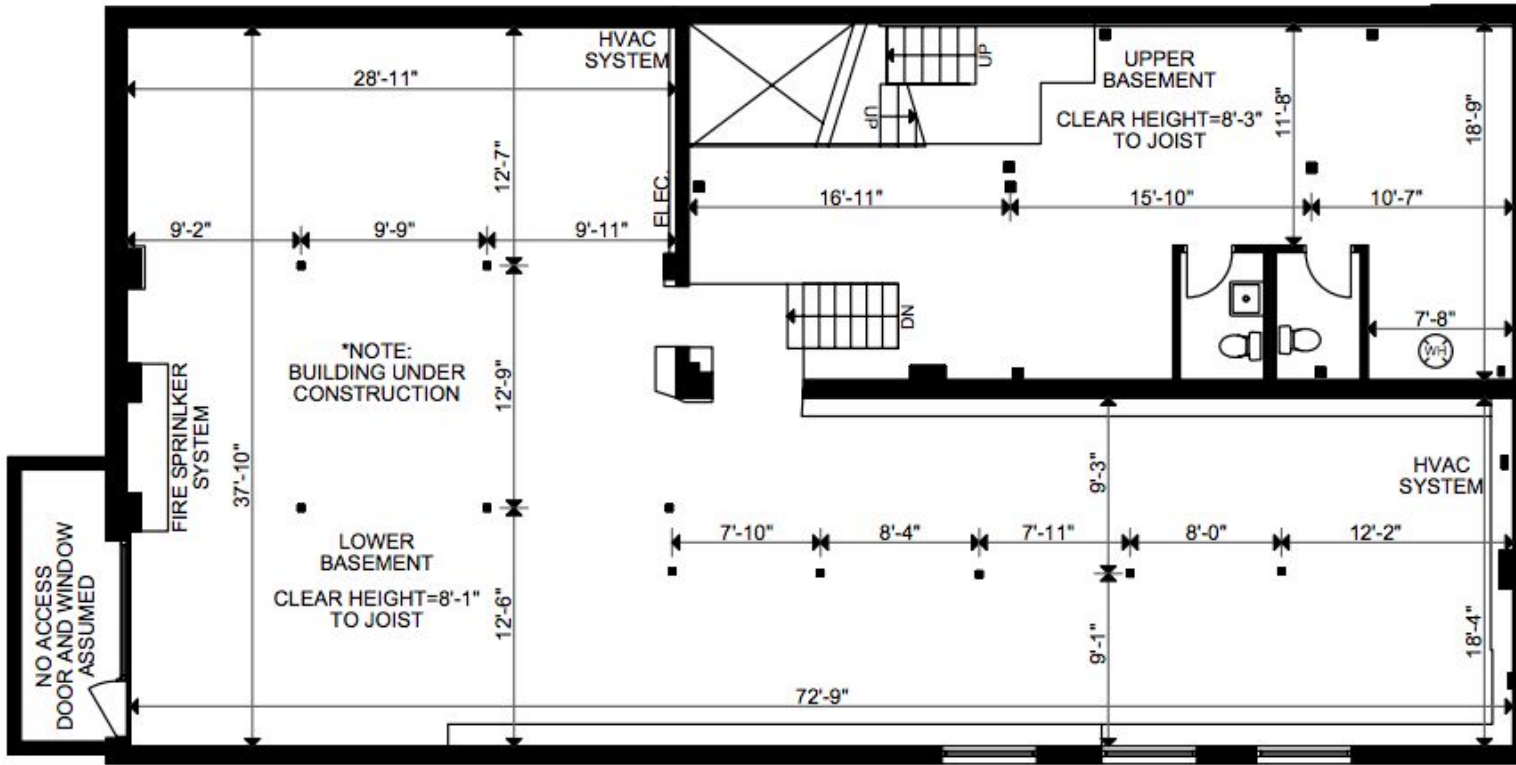 HVAC
SYSTEM
28'-11"
12'-7"
ELEC.
9'-2"
9'-9"
9'-11"
UP
UP
UPPER
BASEMENT
CLEAR HEIGHT=8'-3"
TO JOIST
11'-8"
18'-9"
16'-11"
15'-10"
10'-7"
DN
7'-8"
WH
*NOTE:
BUILDING UNDER
CONSTRUCTION
12'-9"
FIRE SPRINLKER
SYSTEM
37'-10"
9'-3"
HVAC
SYSTEM
7'-10"
8'-4"
7'-11"
8'-0"
12'-2"
LOWER
BASEMENT
CLEAR HEIGHT=8'-1"
TO JOIST
12'-6"
9'-1"
18'-4"
NO ACCESS
DOOR AND WINDOW
ASSUMED
72'-9"